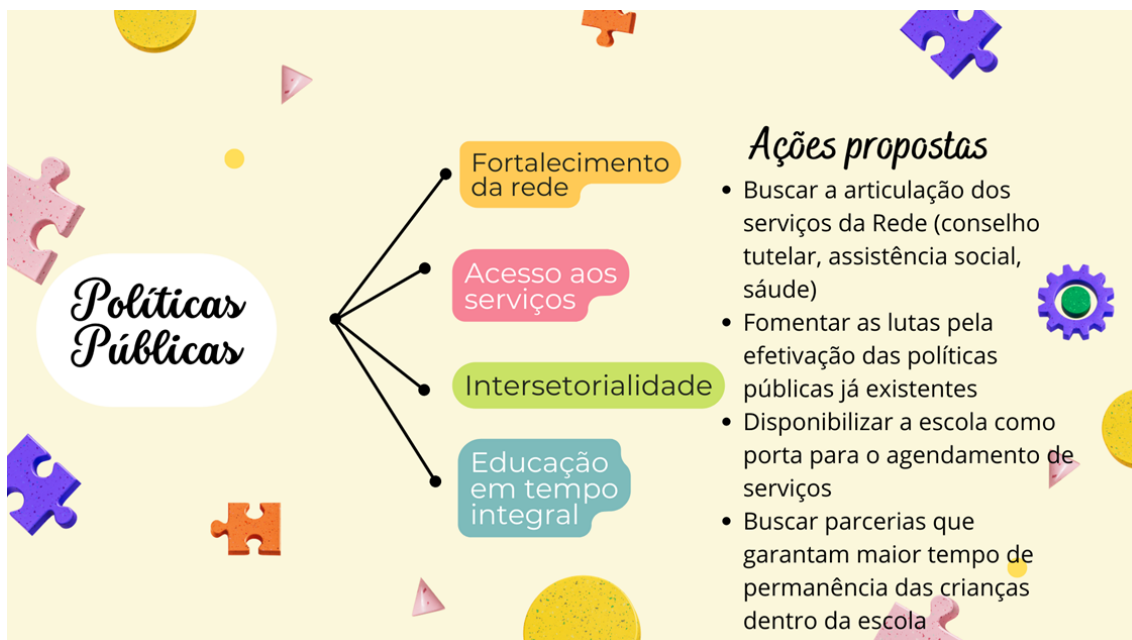 Políticas
Públicas
Fortalecimento
da rede
Acesso aos
serviços
Intersetorialidade
Educação
em tempo
integral
Ações propostas
• Buscar a articulação dos
serviços da Rede (conselho
tutelar, assistência social,
sáude)
• Fomentar as lutas pela
efetivação das políticas
públicas já existentes
• Disponibilizar a escola como
porta para o agendamento de
serviços
• Buscar parcerias que
garantam maior tempo de
permanência das crianças
dentro da escola